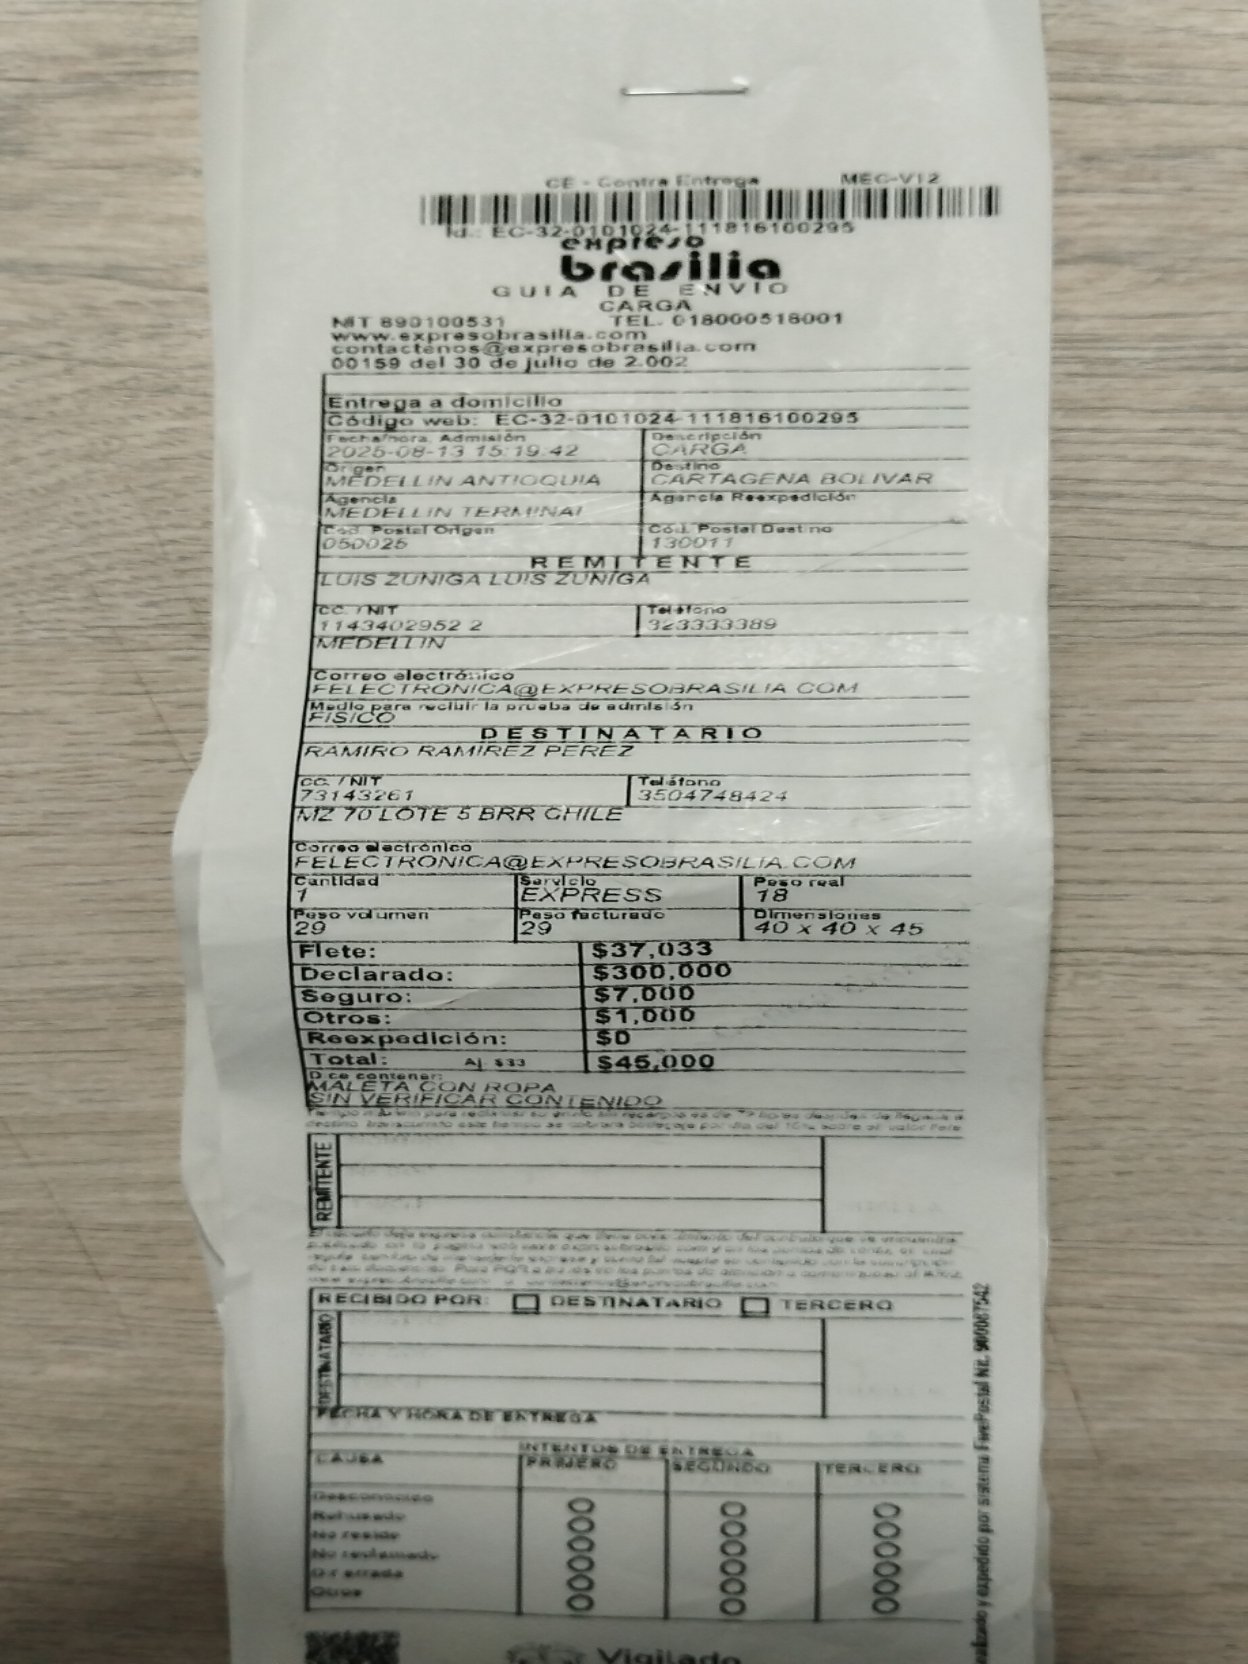 CE - Contra Entrega MEC-V12
Id.: EC-32-0101024-111816100295
expreso
brasilia
GUIA DE ENVIO
CARGA
NIT 890100531 TEL. 018000518001
www.expresobrasilia.com
contactenos@expresobrasilia.com
00159 del 30 de julio de 2.002
Entrega a domicilio
Código web: EC-32-0101024-111816100295
Fecha/hora. Admisión Descripción
2025-08-13 15:19:42 CARGA
Origen Destino
MEDELLIN ANTIOQUIA CARTAGENA BOLIVAR
Agencia Agencia Reexpedición
MEDELLIN TERMINAL
Cod. Postal Origen Cód. Postal Destino
050025 130011
REMITENTE
LUIS ZUNIGA LUIS ZUNIGA
CC. / NIT Teléfono
1143402952 2 323333389
MEDELLIN
Correo electrónico
FELECTRONICA@EXPRESOBRASILIA.COM
Medio para recibir la prueba de admisión
FISICO
DESTINATARIO
RAMIRO RAMIREZ PEREZ
CC. / NIT Teléfono
73143261 3504748424
MZ 70 LOTE 5 BRR CHILE
Correo electrónico
FELECTRONICA@EXPRESOBRASILIA.COM
Cantidad Servicio Peso real
1 EXPRESS 18
Peso volumen Peso facturado Dimensiones
29 29 40 x 40 x 45
Flete: $37,033
Declarado: $300,000
Seguro: $7,000
Otros: $1,000
Reexpedición: $0
Total: Aj. $33 $45,000
Dice contener:
MALETA CON ROPA
SIN VERIFICAR CONTENIDO
REMITENTE
RECIBIDO POR: DESTINATARIO TERCERO
DESTINATARIO
FECHA Y HORA DE ENTREGA
INTENTOS DE ENTREGA
CAUSA PRIMERO SEGUNDO TERCERO
Desconocido
Rehusado
No reside
No reclamado
Dir errada
Otros
Vigilado
y expedido por sistema FivePostal Nit. 900087542